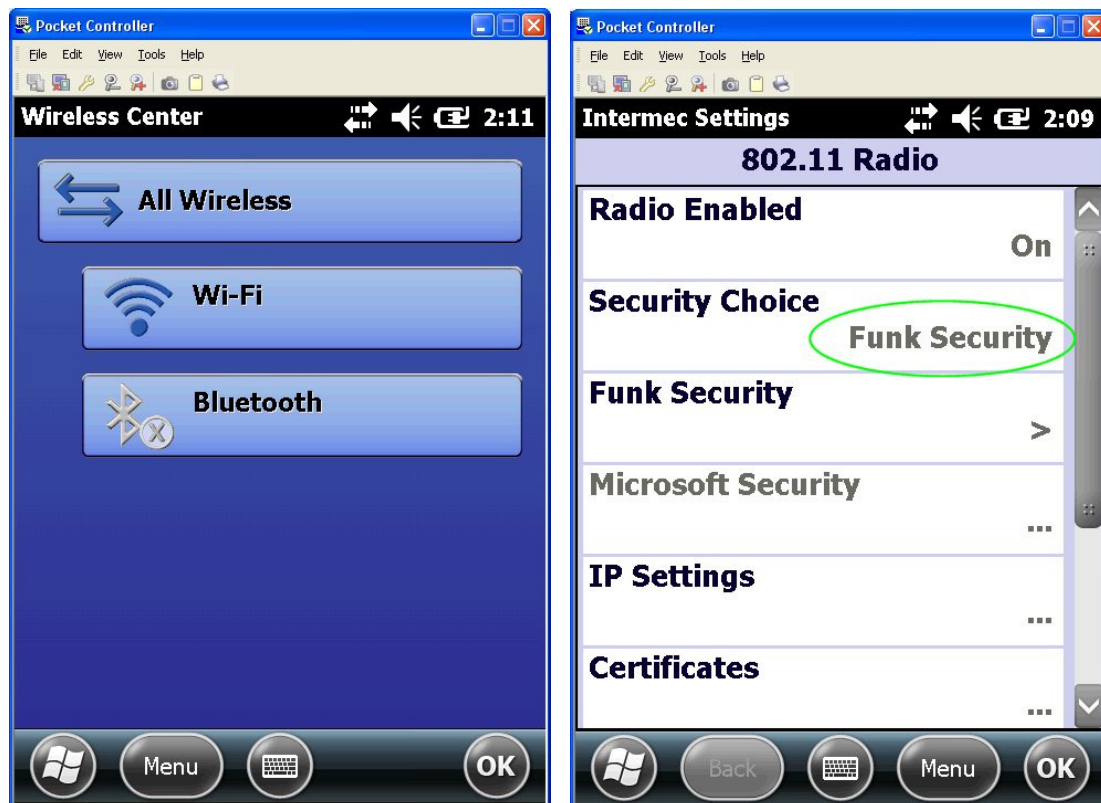 Pocket Controller
File Edit View Tools Help
Wireless Center 2:11
All Wireless
Wi-Fi
Bluetooth
Menu OK
Pocket Controller
File Edit View Tools Help
Intermec Settings 2:09
802.11 Radio
Radio Enabled
On
Security Choice
Funk Security
Funk Security
>
Microsoft Security
...
IP Settings
...
Certificates
...
Back Menu OK